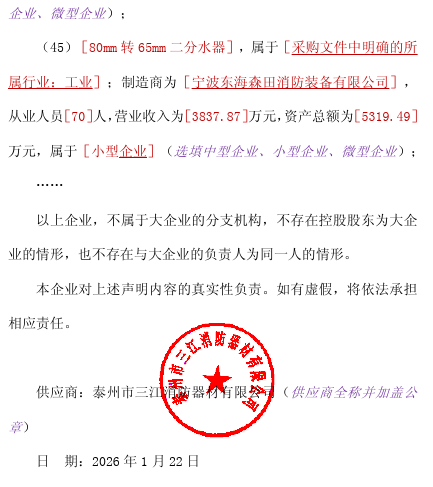 企业、微型企业）；
（45）［80mm 转 65mm 二分水器］，属于［采购文件中明确的所
属行业：工业］；制造商为［宁波东海森田消防装备有限公司］，
从业人员[70]人，营业收入为[3837.87]万元，资产总额为[5319.49]
万元，属于［小型企业］（选填中型企业、小型企业、微型企业）；
……
以上企业，不属于大企业的分支机构，不存在控股股东为大企
业的情形，也不存在与大企业的负责人为同一人的情形。
本企业对上述声明内容的真实性负责。如有虚假，将依法承担
相应责任。
泰州市三江消防器材有限公司
供应商：泰州市三江消防器材有限公司（供应商全称并加盖公
章）
日　期：2026 年 1 月 22 日